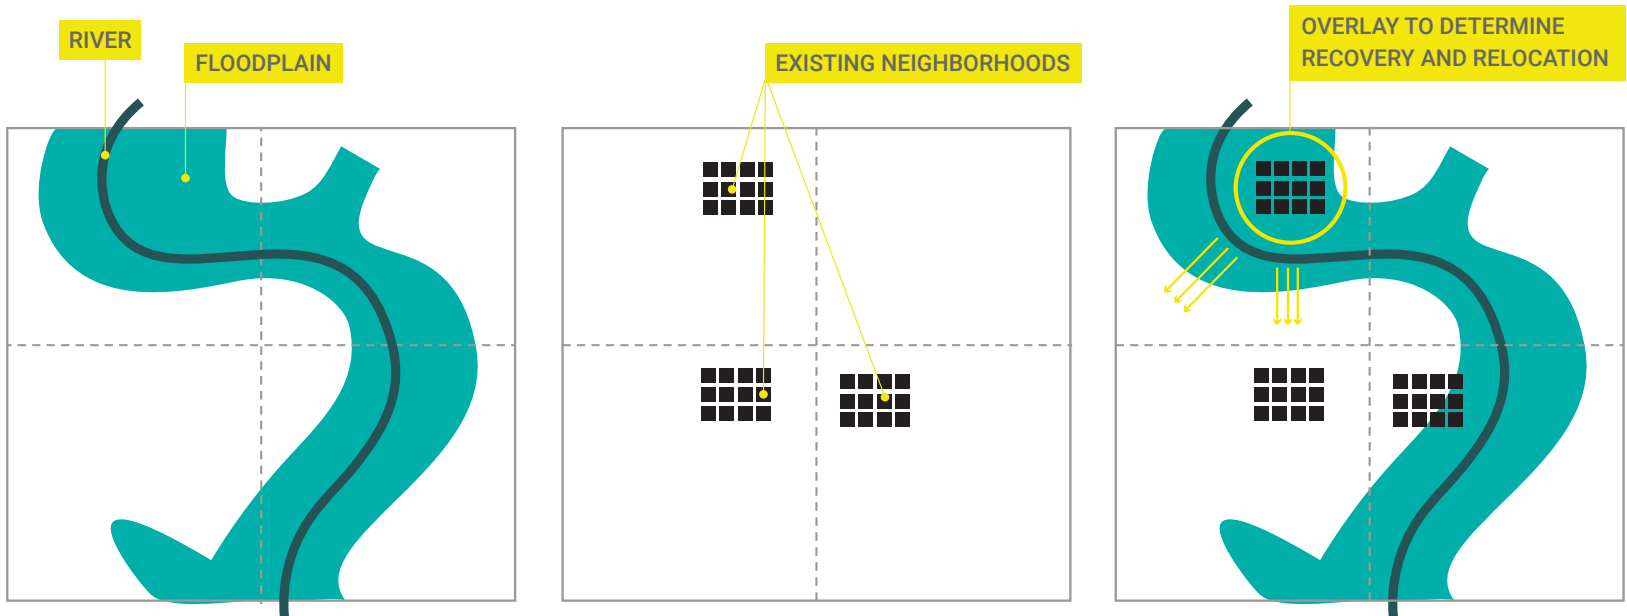 RIVER
FLOODPLAIN
EXISTING NEIGHBORHOODS
OVERLAY TO DETERMINE
RECOVERY AND RELOCATION